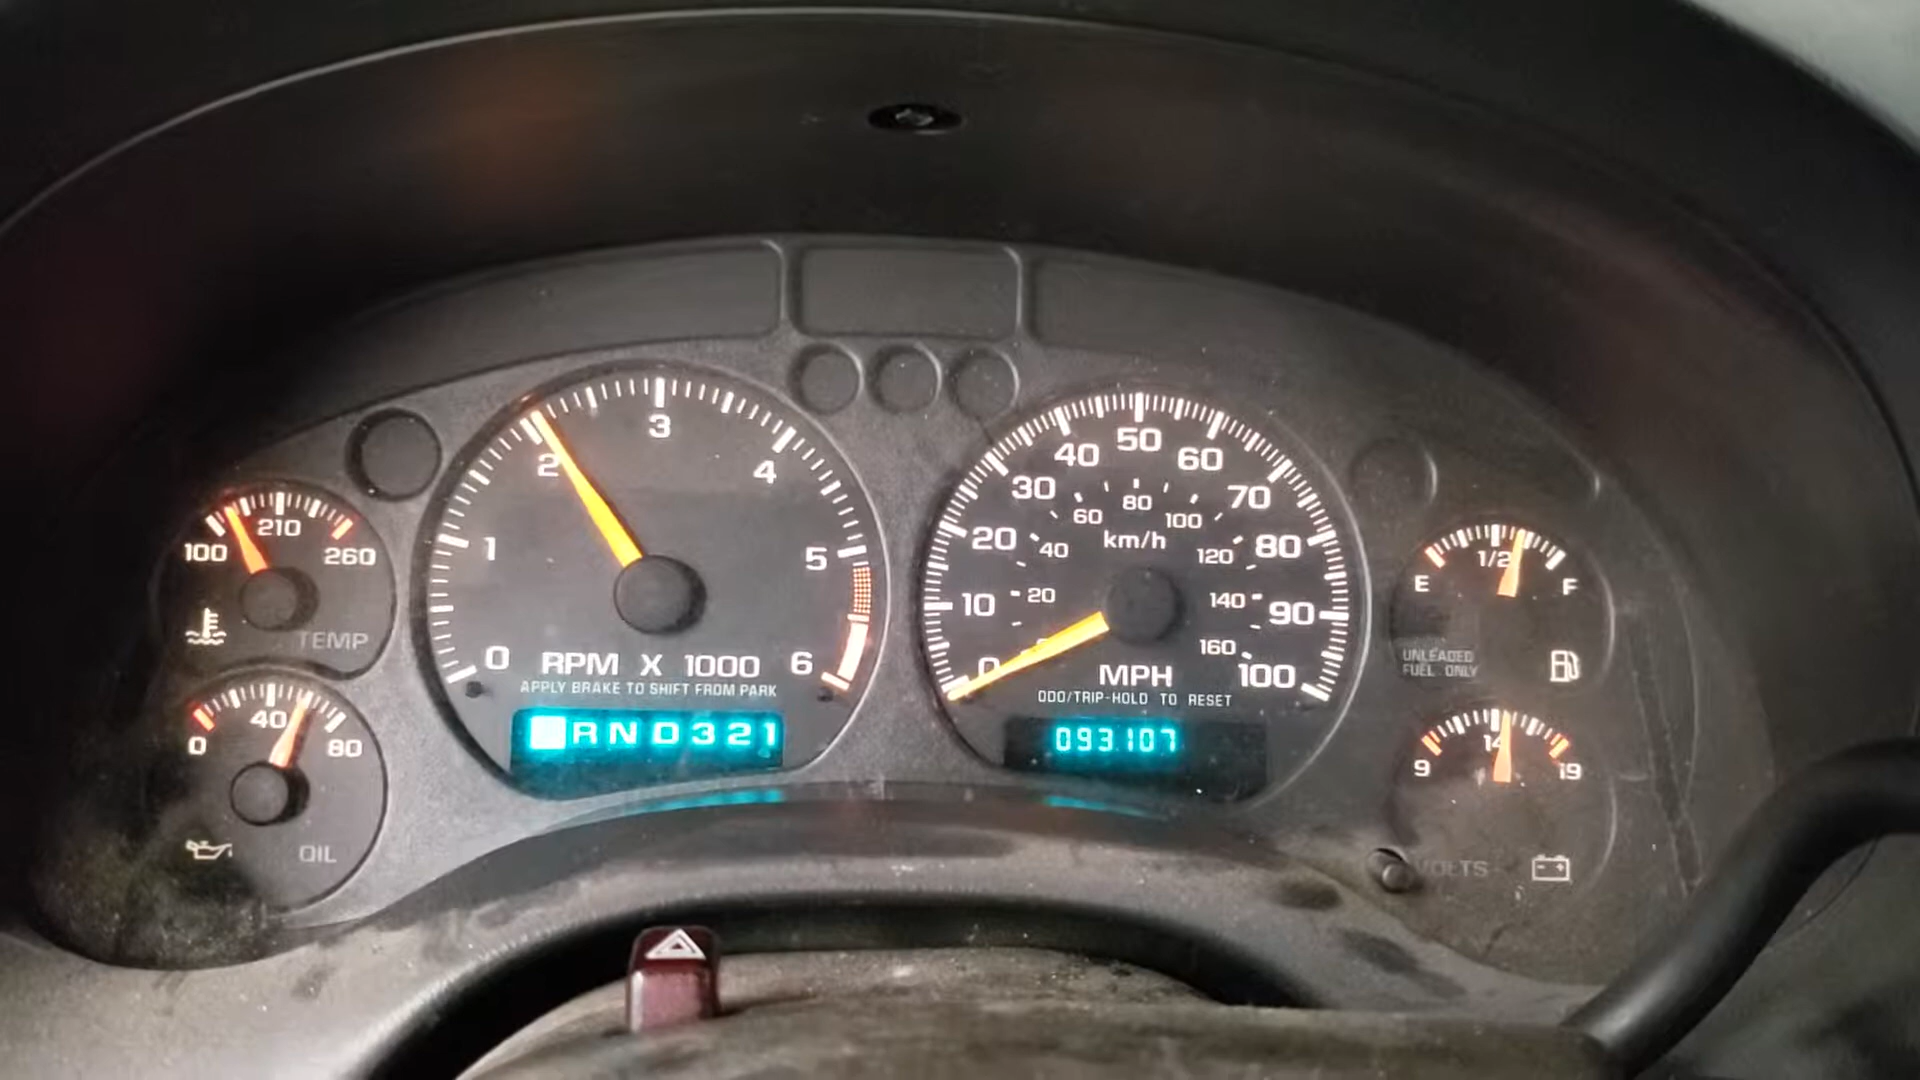 210
100 260
TEMP
40
0 80
OIL
0 1 2 3 4 5 6
RPM X 1000
APPLY BRAKE TO SHIFT FROM PARK
RND321
0 10 20 30 40 50 60 70 80 90 100
20 40 60 80 100 120 140 160
km/h
MPH
ODO/TRIP-HOLD TO RESET
093107
1/2
E F
UNLEADED
FUEL ONLY
14
9 19
VOLTS